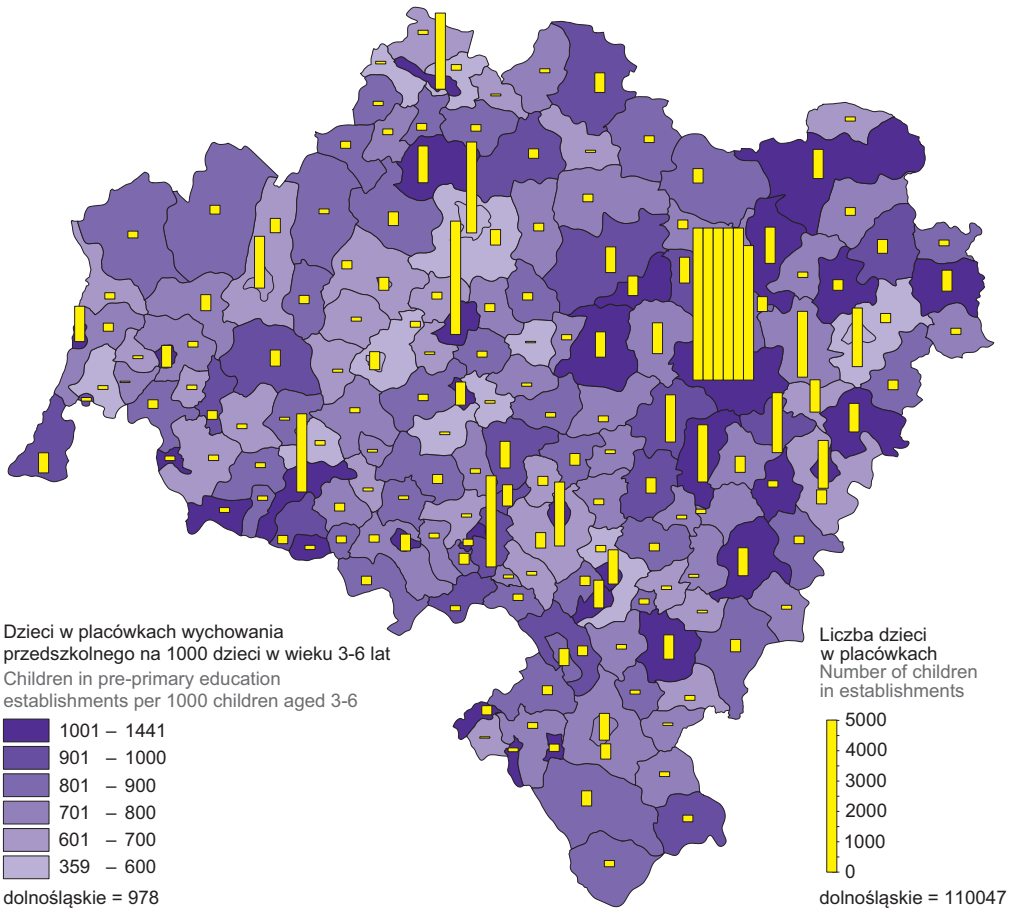 Dzieci w placówkach wychowania
przedszkolnego na 1000 dzieci w wieku 3-6 lat
Children in pre-primary education
establishments per 1000 children aged 3-6
1001 – 1441
901 – 1000
801 – 900
701 – 800
601 – 700
359 – 600
dolnośląskie = 978
Liczba dzieci
w placówkach
Number of children
in establishments
5000
4000
3000
2000
1000
0
dolnośląskie = 110047